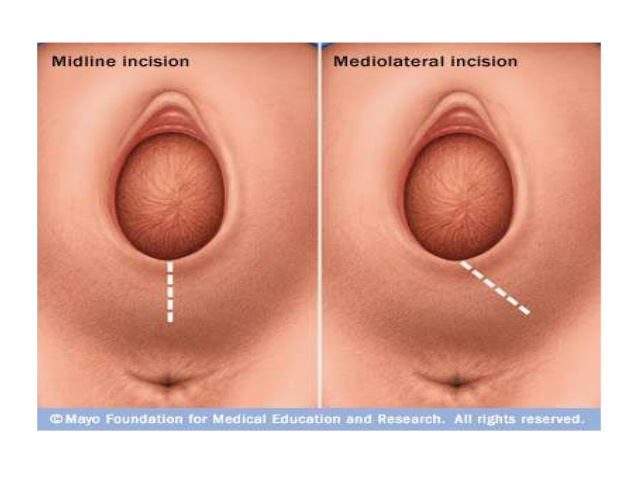 Midline incision
Mediolateral incision
© Mayo Foundation for Medical Education and Research. All rights reserved.